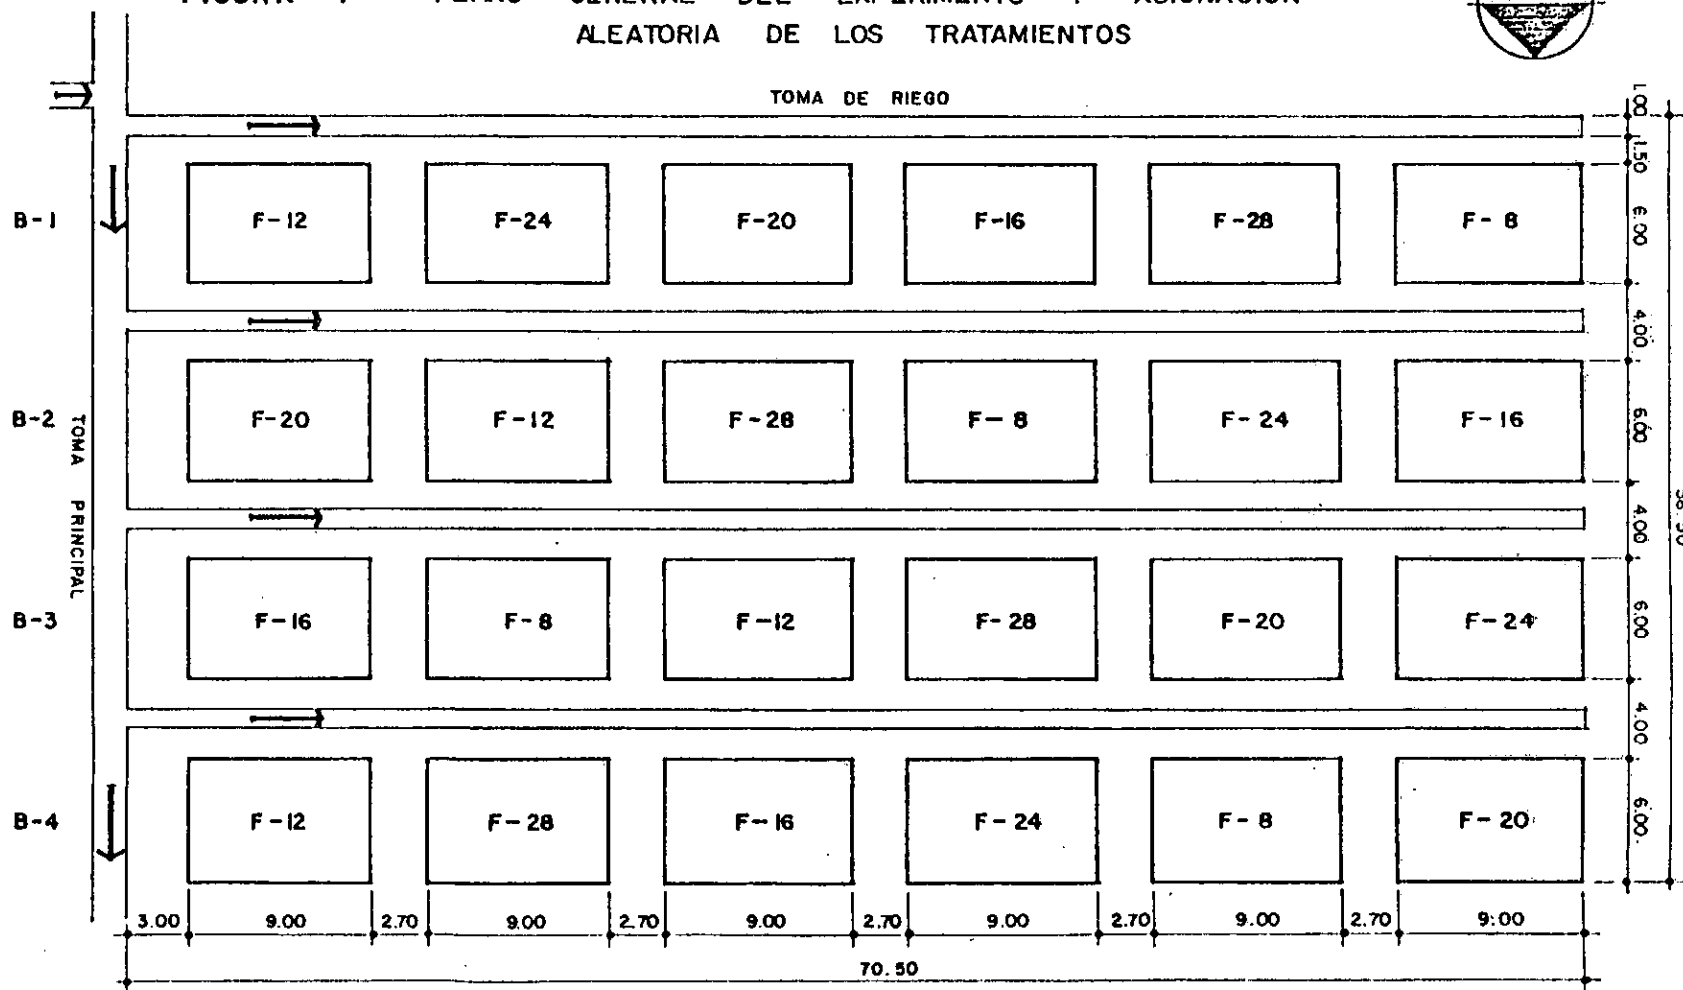 ALEATORIA DE LOS TRATAMIENTOS
TOMA DE RIEGO
1.00
1.50
B-1 F-12 F-24 F-20 F-16 F-28 F-8 6.00
4.00
B-2 F-20 F-12 F-28 F-8 F-24 F-16 6.00
TOMA PRINCIPAL
4.00
B-3 F-16 F-8 F-12 F-28 F-20 F-24 6.00
4.00
B-4 F-12 F-28 F-16 F-24 F-8 F-20 6.00
3.00 9.00 2.70 9.00 2.70 9.00 2.70 9.00 2.70 9.00 2.70 9.00
70.50